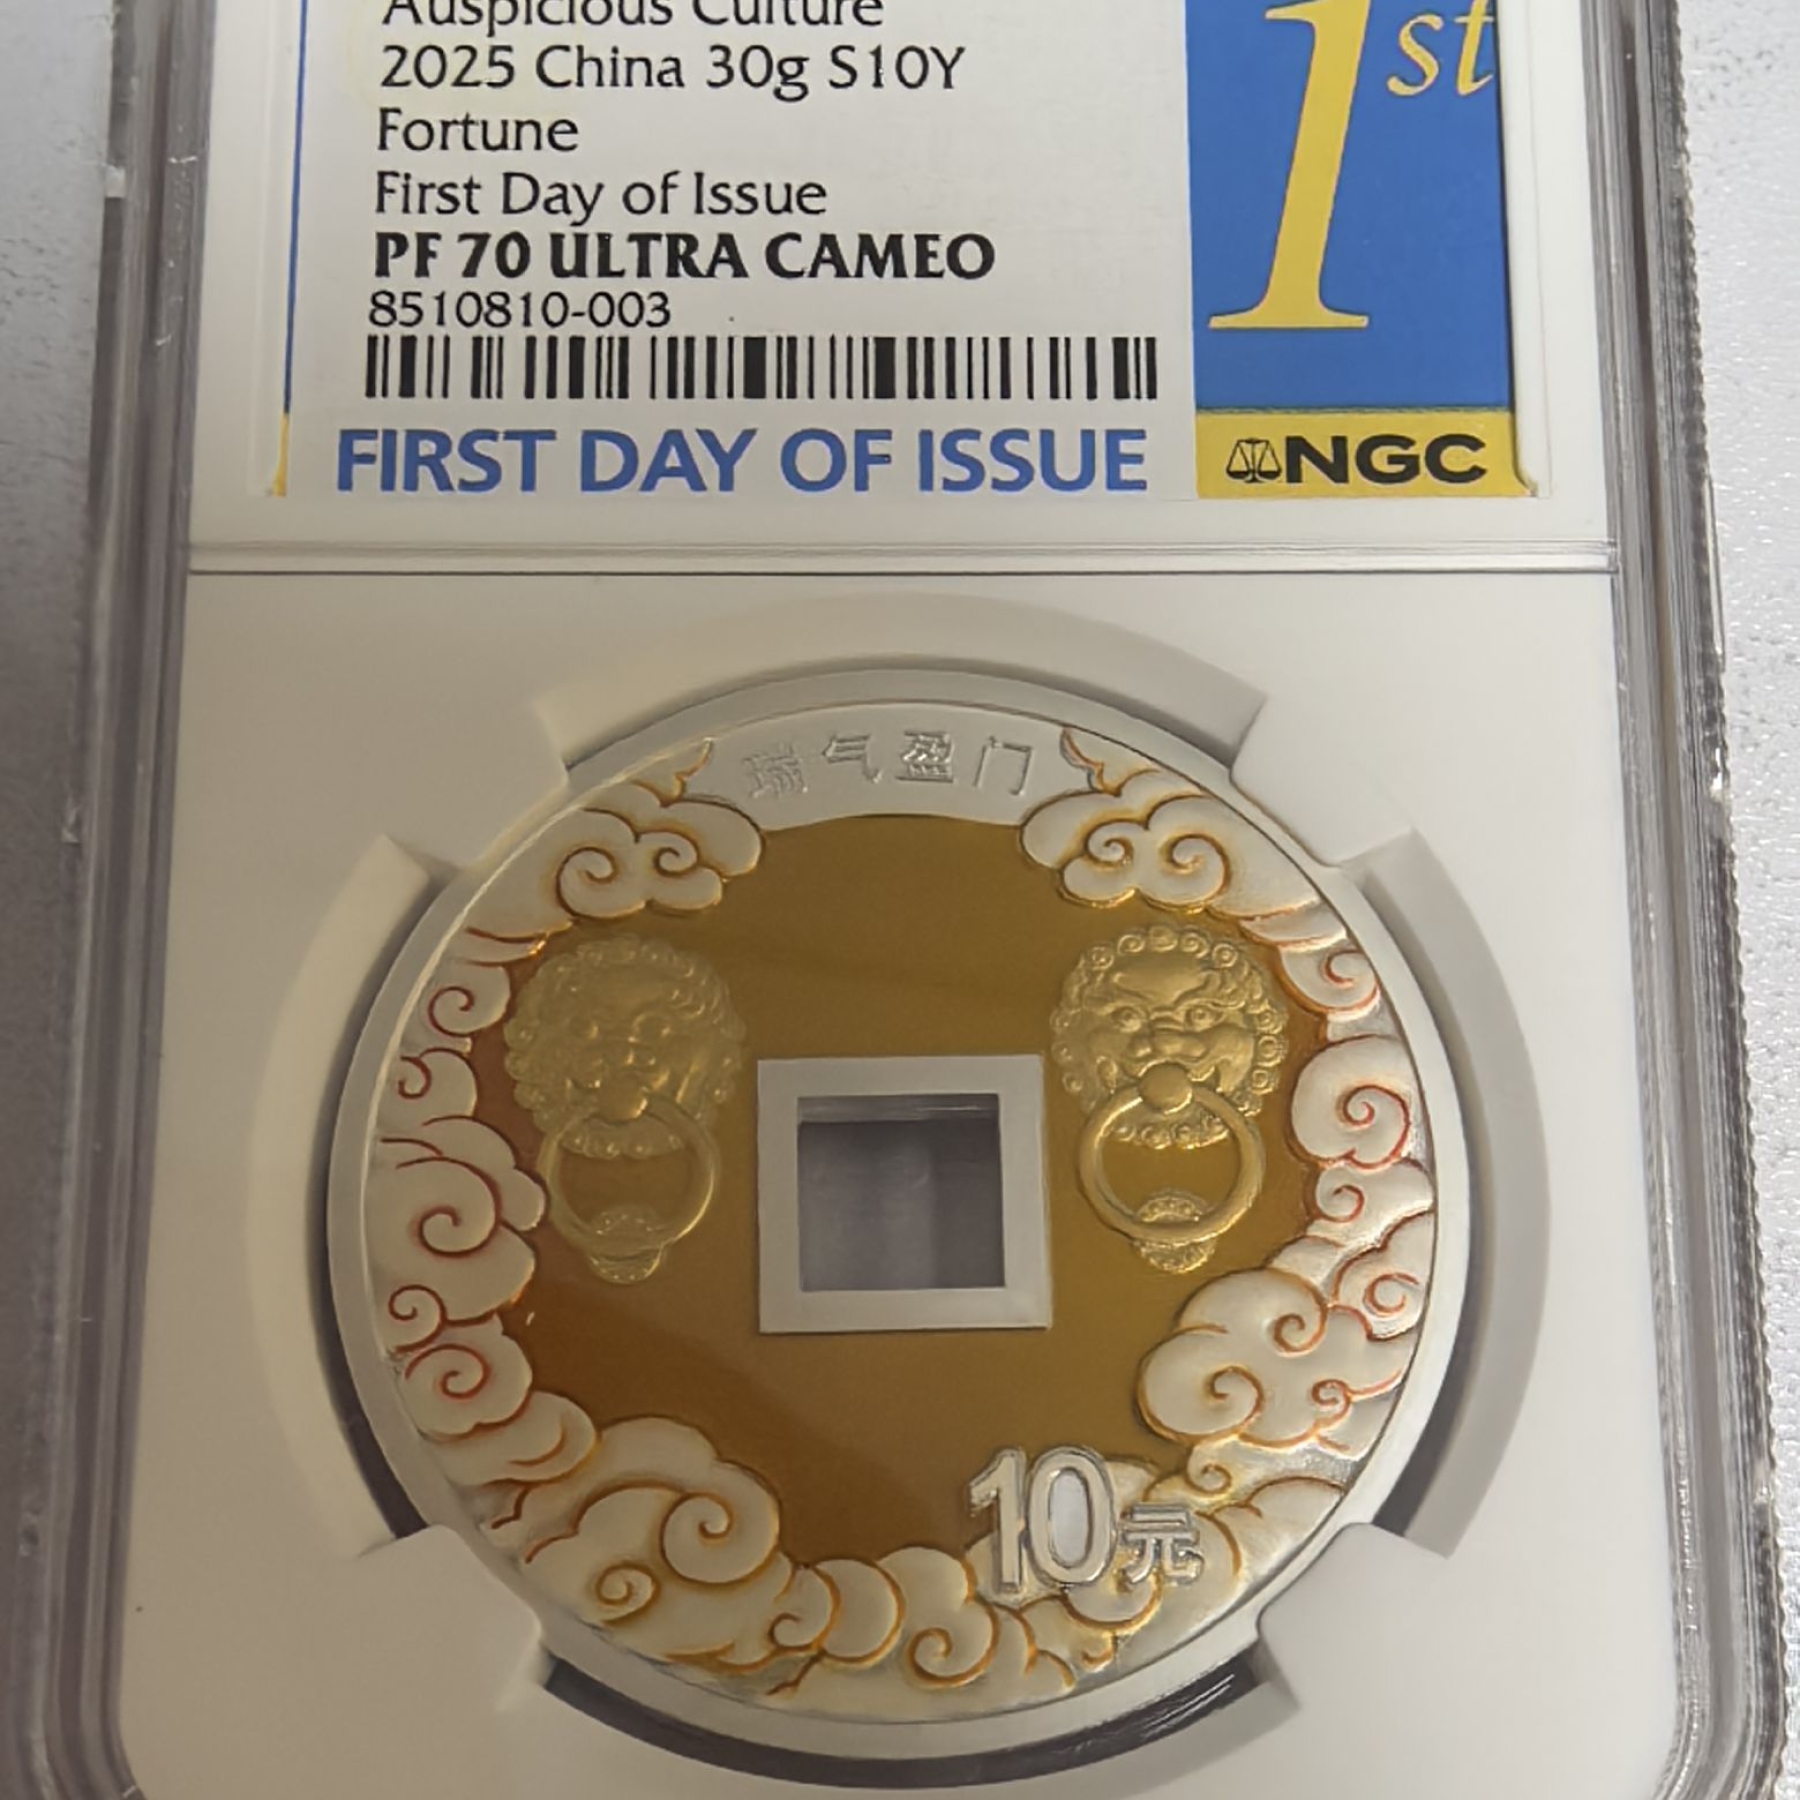 Auspicious Culture
2025 China 30g S10Y
Fortune
First Day of Issue
PF 70 ULTRA CAMEO
8510810-003
FIRST DAY OF ISSUE
1st
NGC
瑞气盈门
10元